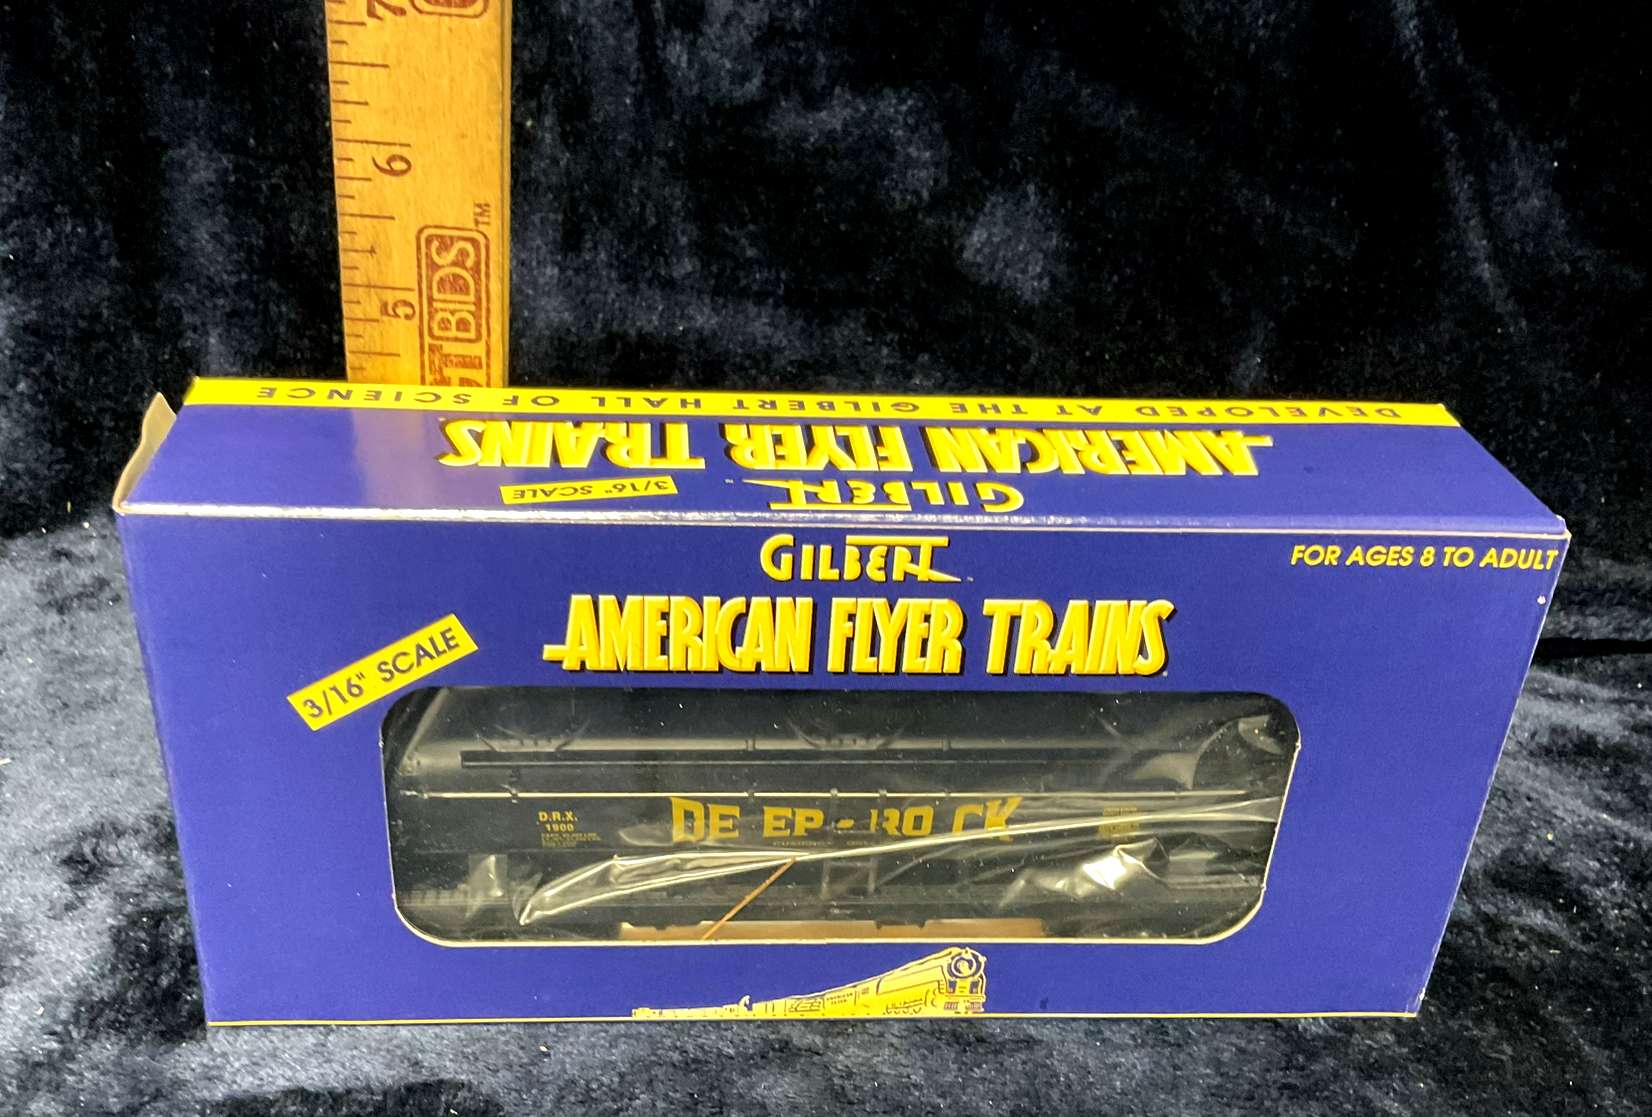 7
6
5
BIDS™
DEVELOPED AT THE GILBERT HALL OF SCIENCE
AMERICAN FLYER TRAINS
GILBERT
3/16" SCALE
GILBERT
FOR AGES 8 TO ADULT
AMERICAN FLYER TRAINS
3/16" SCALE
D.R.X.
1900
DEEP-ROCK